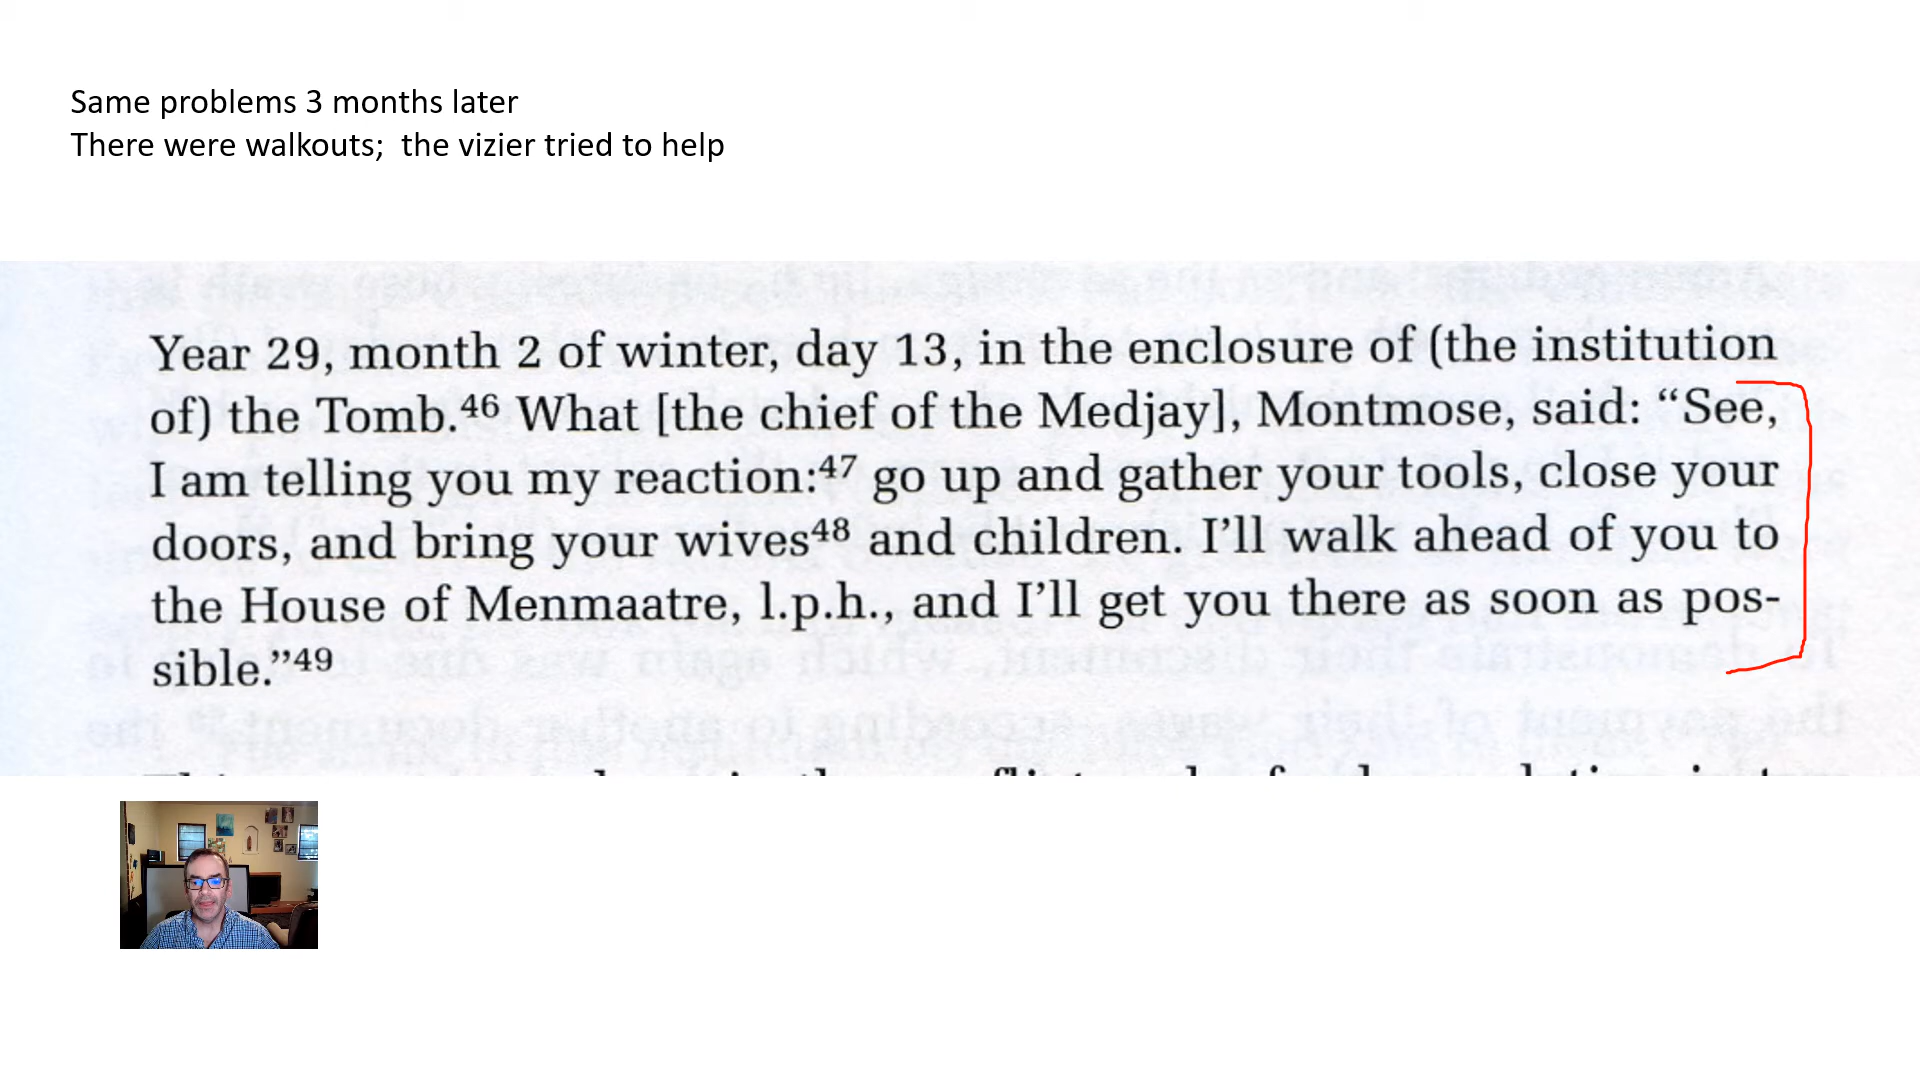 Same problems 3 months later
There were walkouts;  the vizier tried to help
Year 29, month 2 of winter, day 13, in the enclosure of (the institution
of) the Tomb.⁴⁶ What [the chief of the Medjay], Montmose, said: “See,
I am telling you my reaction:⁴⁷ go up and gather your tools, close your
doors, and bring your wives⁴⁸ and children. I’ll walk ahead of you to
the House of Menmaatre, l.p.h., and I’ll get you there as soon as pos-
sible.”⁴⁹